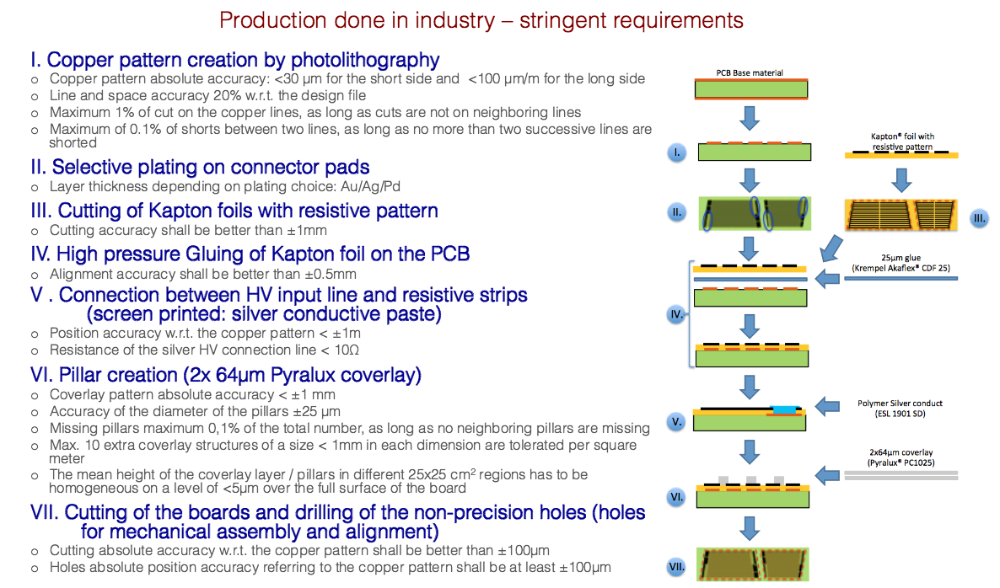 Production done in industry – stringent requirements
I. Copper pattern creation by photolithography
o Copper pattern absolute accuracy: <30 µm for the short side and <100 µm/m for the long side
o Line and space accuracy 20% w.r.t. the design file
o Maximum 1% of cut on the copper lines, as long as cuts are not on neighboring lines
o Maximum of 0.1% of shorts between two lines, as long as no more than two successive lines are
shorted
II. Selective plating on connector pads
o Layer thickness depending on plating choice: Au/Ag/Pd
III. Cutting of Kapton foils with resistive pattern
o Cutting accuracy shall be better than ±1mm
IV. High pressure Gluing of Kapton foil on the PCB
o Alignment accuracy shall be better than ±0.5mm
V . Connection between HV input line and resistive strips
(screen printed: silver conductive paste)
o Position accuracy w.r.t. the copper pattern < ±1m
o Resistance of the silver HV connection line < 10Ω
VI. Pillar creation (2x 64µm Pyralux coverlay)
o Coverlay pattern absolute accuracy < ±1 mm
o Accuracy of the diameter of the pillars ±25 µm
o Missing pillars maximum 0,1% of the total number, as long as no neighboring pillars are missing
o Max. 10 extra coverlay structures of a size < 1mm in each dimension are tolerated per square
meter
o The mean height of the coverlay layer / pillars in different 25x25 cm² regions has to be
homogeneous on a level of <5µm over the full surface of the board
VII. Cutting of the boards and drilling of the non-precision holes (holes
for mechanical assembly and alignment)
o Cutting absolute accuracy w.r.t. the copper pattern shall be better than ±100µm
o Holes absolute position accuracy referring to the copper pattern shall be at least ±100µm
PCB Base material
Kapton® foil with
resistive pattern
I.
II.
III.
25µm glue
(Krempel Akaflex® CDF 25)
IV.
Polymer Silver conduct
(ESL 1901 SD)
V.
2x64µm coverlay
(Pyralux® PC1025)
VI.
VII.